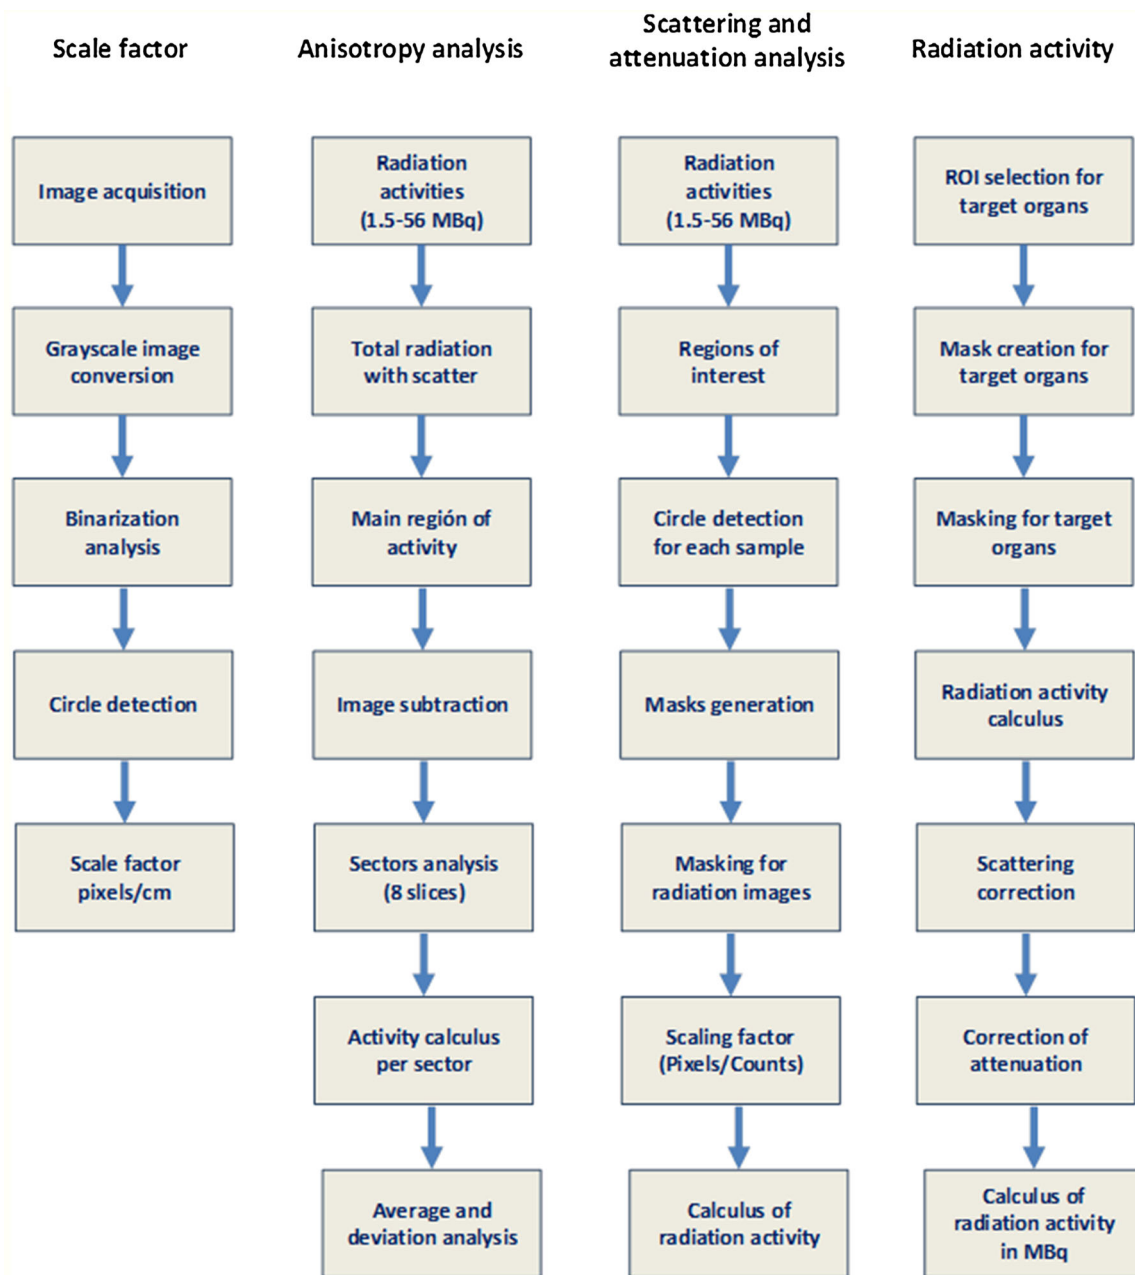 Scale factor
Anisotropy analysis
Scattering and
attenuation analysis
Radiation activity
Image acquisition
Grayscale image
conversion
Binarization
analysis
Circle detection
Scale factor
pixels/cm
Radiation
activities
(1.5-56 MBq)
Total radiation
with scatter
Main región of
activity
Image subtraction
Sectors analysis
(8 slices)
Activity calculus
per sector
Average and
deviation analysis
Radiation
activities
(1.5-56 MBq)
Regions of
interest
Circle detection
for each sample
Masks generation
Masking for
radiation images
Scaling factor
(Pixels/Counts)
Calculus of
radiation activity
ROI selection for
target organs
Mask creation for
target organs
Masking for target
organs
Radiation activity
calculus
Scattering
correction
Correction of
attenuation
Calculus of
radiation activity
in MBq